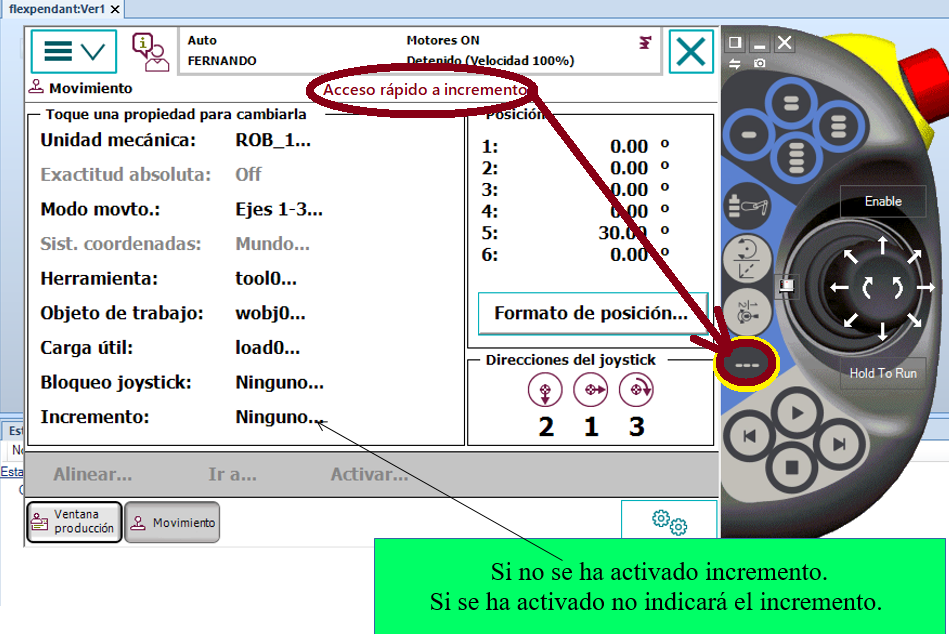 flexpendant:Ver1
Auto
FERNANDO
Motores ON
Detenido (Velocidad 100%)
Movimiento
Acceso rápido a incremento
Toque una propiedad para cambiarla
Unidad mecánica: ROB_1...
Exactitud absoluta: Off
Modo movto.: Ejes 1-3...
Sist. coordenadas: Mundo...
Herramienta: tool0...
Objeto de trabajo: wobj0...
Carga útil: load0...
Bloqueo joystick: Ninguno...
Incremento: Ninguno...
Posición
1: 0.00 º
2: 0.00 º
3: 0.00 º
4: 0.00 º
5: 30.00 º
6: 0.00 º
Formato de posición...
Direcciones del joystick
2 1 3
Enable
Hold To Run
Alinear... Ir a... Activar...
Ventana
producción
Movimiento
Si no se ha activado incremento.
Si se ha activado no indicará el incremento.